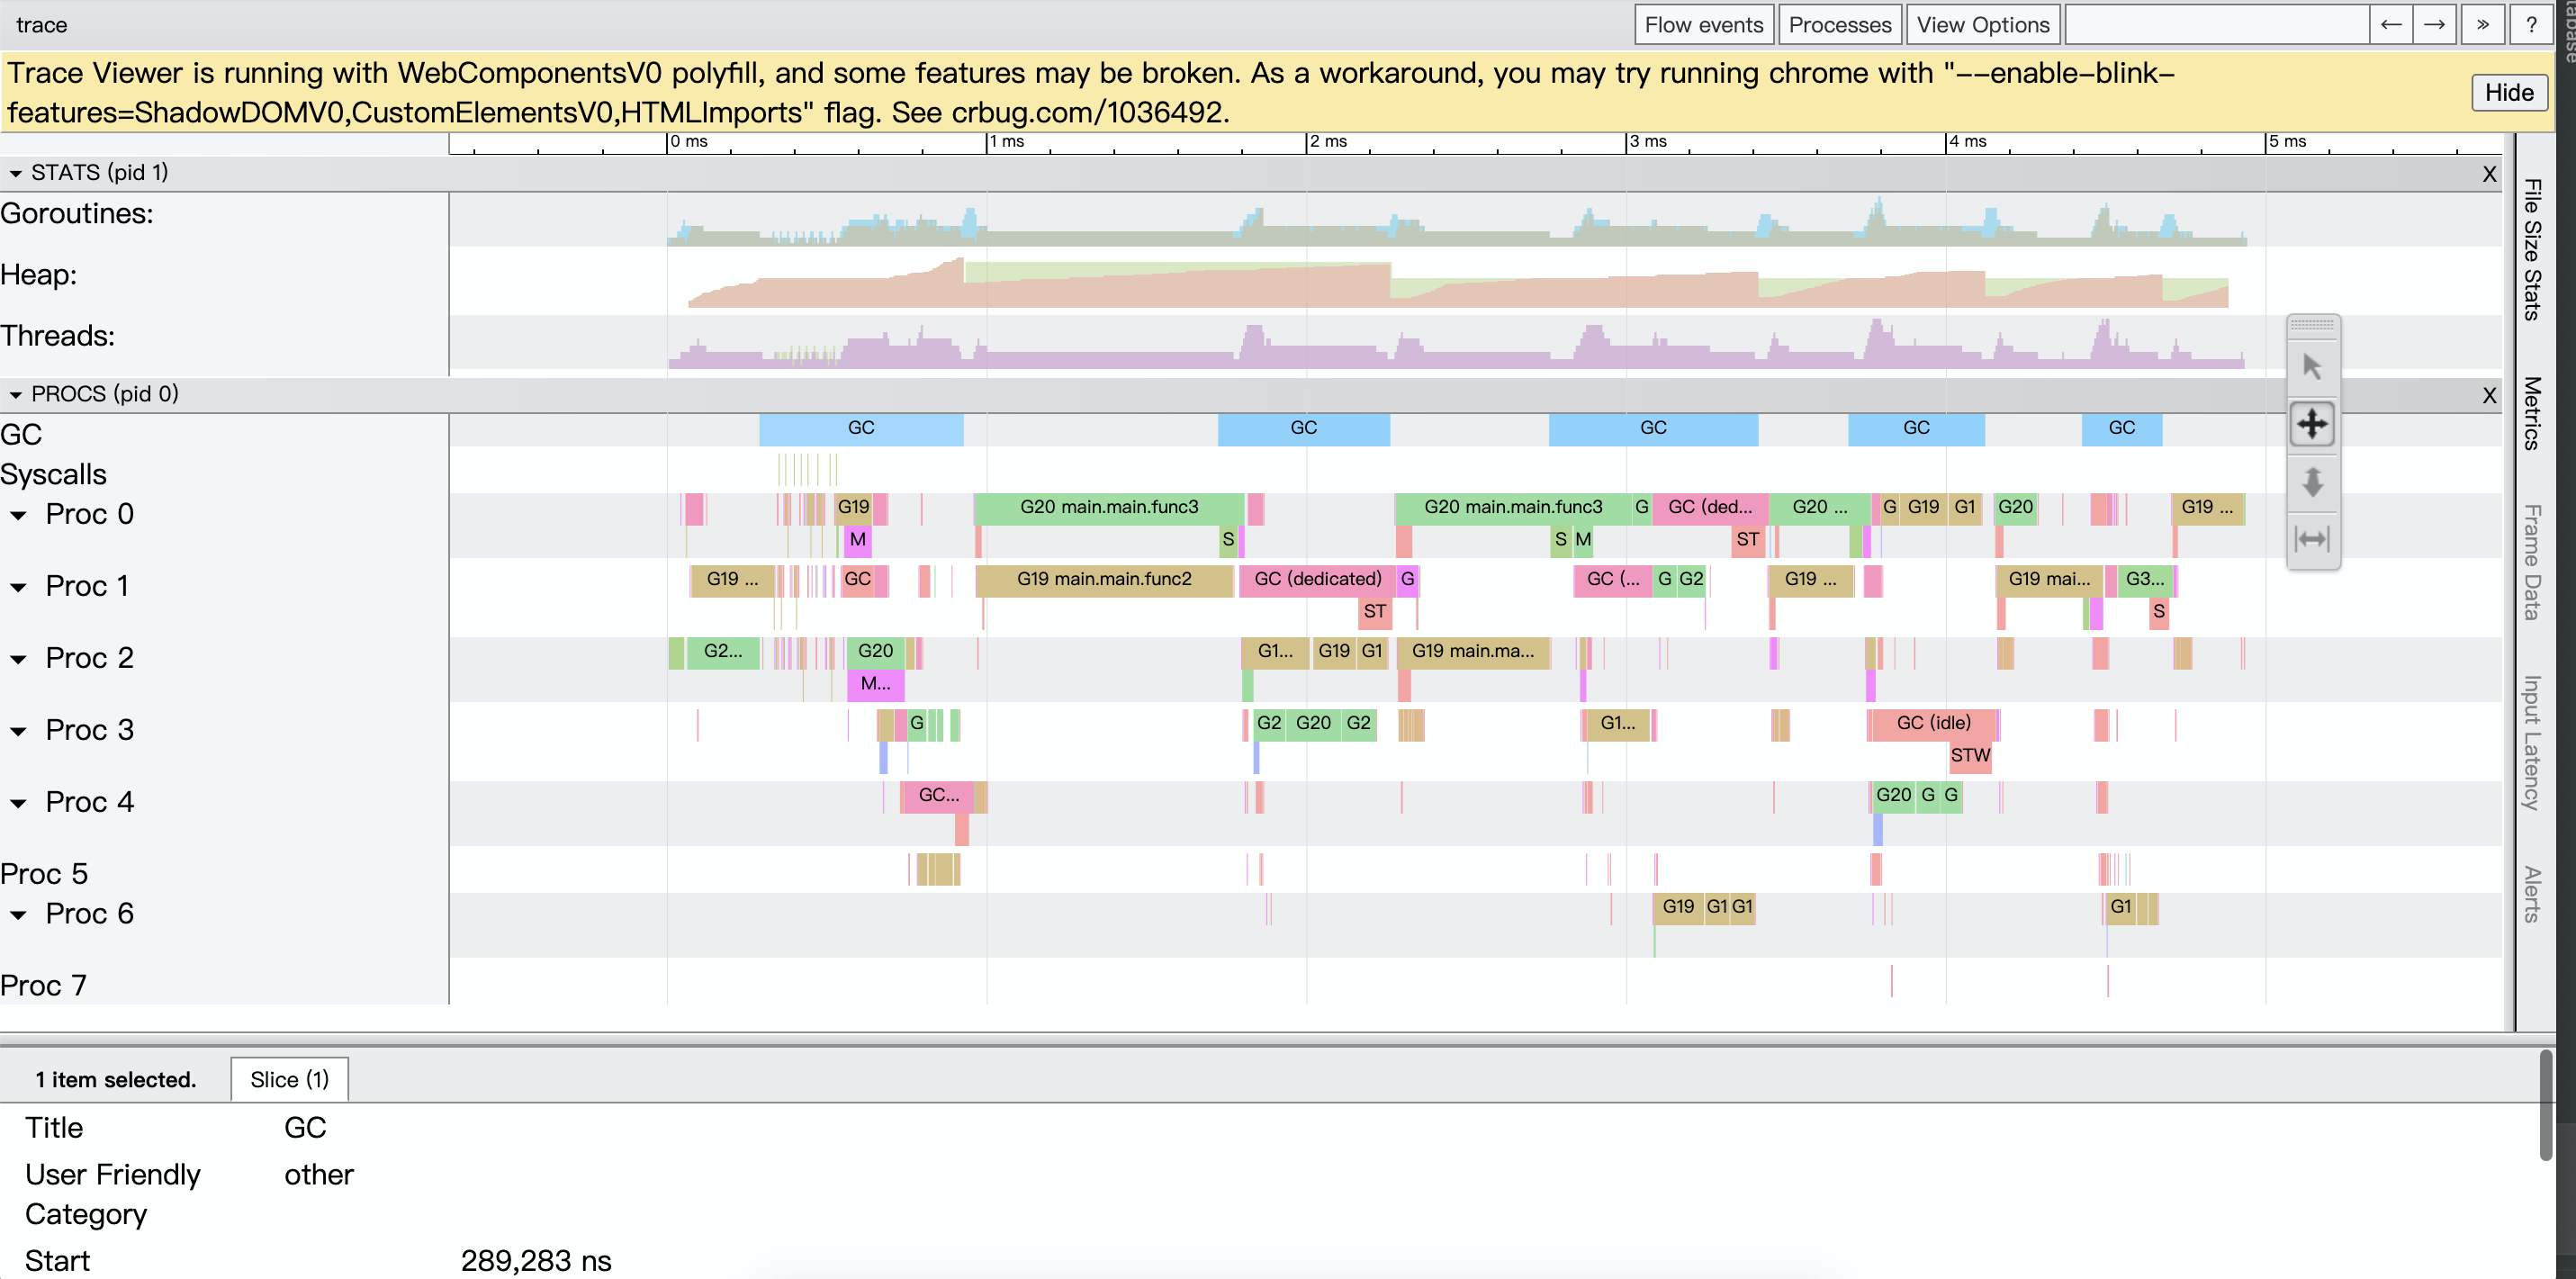 trace
Flow events
Processes
View Options
←
→
»
?
Trace Viewer is running with WebComponentsV0 polyfill, and some features may be broken. As a workaround, you may try running chrome with "--enable-blink-
features=ShadowDOMV0,CustomElementsV0,HTMLImports" flag. See crbug.com/1036492.
Hide
0 ms
1 ms
2 ms
3 ms
4 ms
5 ms
STATS (pid 1)
X
Goroutines:
Heap:
Threads:
PROCS (pid 0)
X
GC
GC GC GC GC GC
Syscalls
Proc 0
G19 G20 main.main.func3 G20 main.main.func3 G GC (ded... G20 ... G G19 G1 G20 G19 ...
M S S M ST
Proc 1
G19 ... GC G19 main.main.func2 GC (dedicated) G GC (... G G2 G19 ... G19 mai... G3...
ST S
Proc 2
G2... G20 G1... G19 G1 G19 main.ma...
M...
Proc 3
G G2 G20 G2 G1... GC (idle)
STW
Proc 4
GC... G20 G G
Proc 5
Proc 6
G19 G1 G1 G1
Proc 7
File Size Stats
Metrics
Frame Data
Input Latency
Alerts
1 item selected.
Slice (1)
Title GC
User Friendly other
Category
Start 289,283 ns